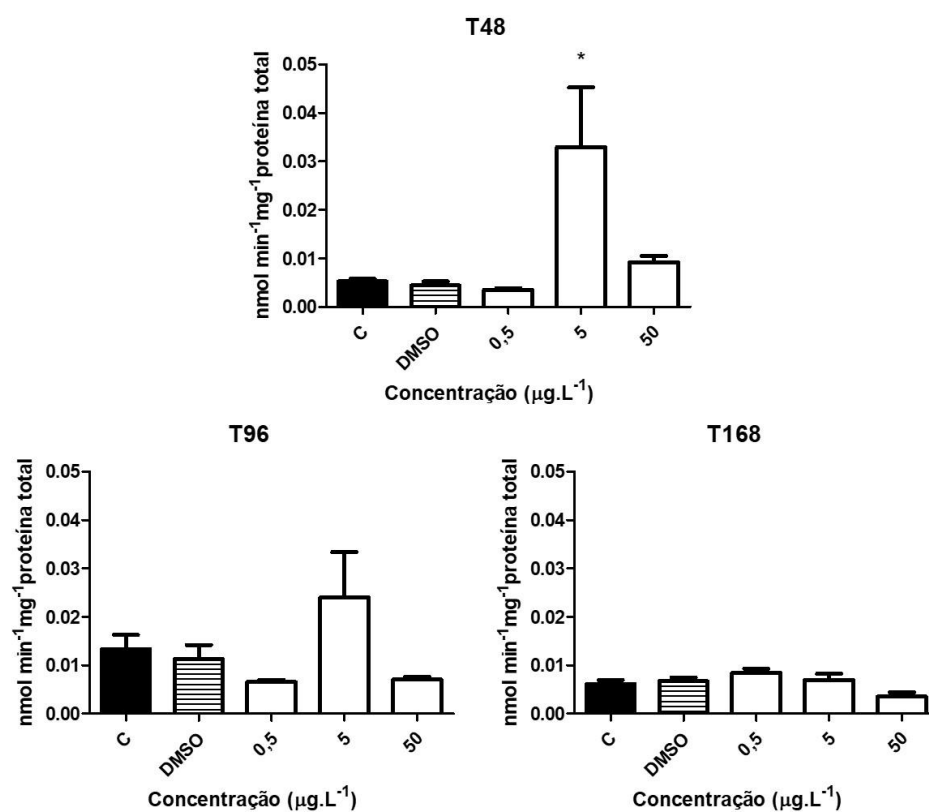 T48
*
nmol min⁻¹mg⁻¹proteína total
0.05
0.04
0.03
0.02
0.01
0.00
C
DMSO
0,5
5
50
Concentração (µg.L⁻¹)
T96
nmol min⁻¹mg⁻¹proteína total
0.05
0.04
0.03
0.02
0.01
0.00
C
DMSO
0,5
5
50
Concentração (µg.L⁻¹)
T168
nmol min⁻¹mg⁻¹proteína total
0.05
0.04
0.03
0.02
0.01
0.00
C
DMSO
0,5
5
50
Concentração (µg.L⁻¹)